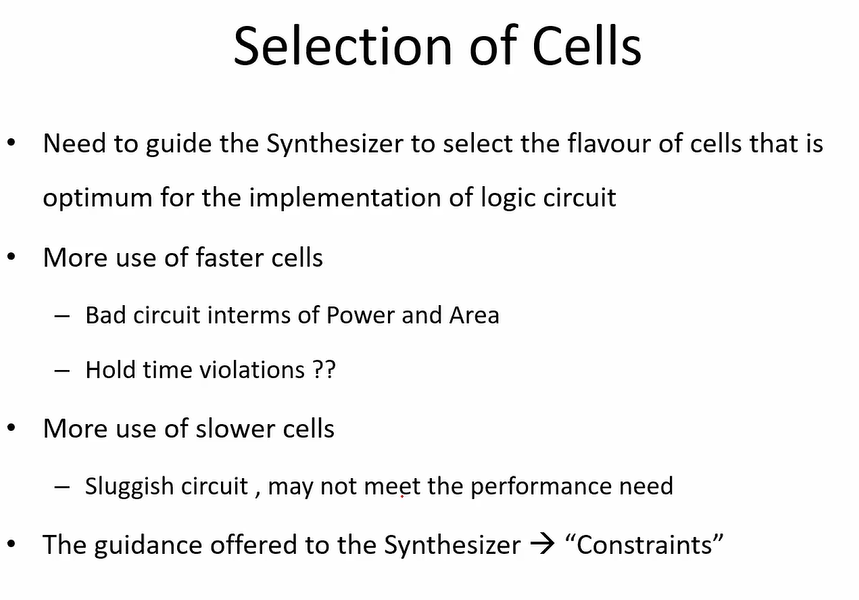 Selection of Cells
• Need to guide the Synthesizer to select the flavour of cells that is
optimum for the implementation of logic circuit
• More use of faster cells
– Bad circuit interms of Power and Area
– Hold time violations ??
• More use of slower cells
– Sluggish circuit , may not meet the performance need
• The guidance offered to the Synthesizer → “Constraints”